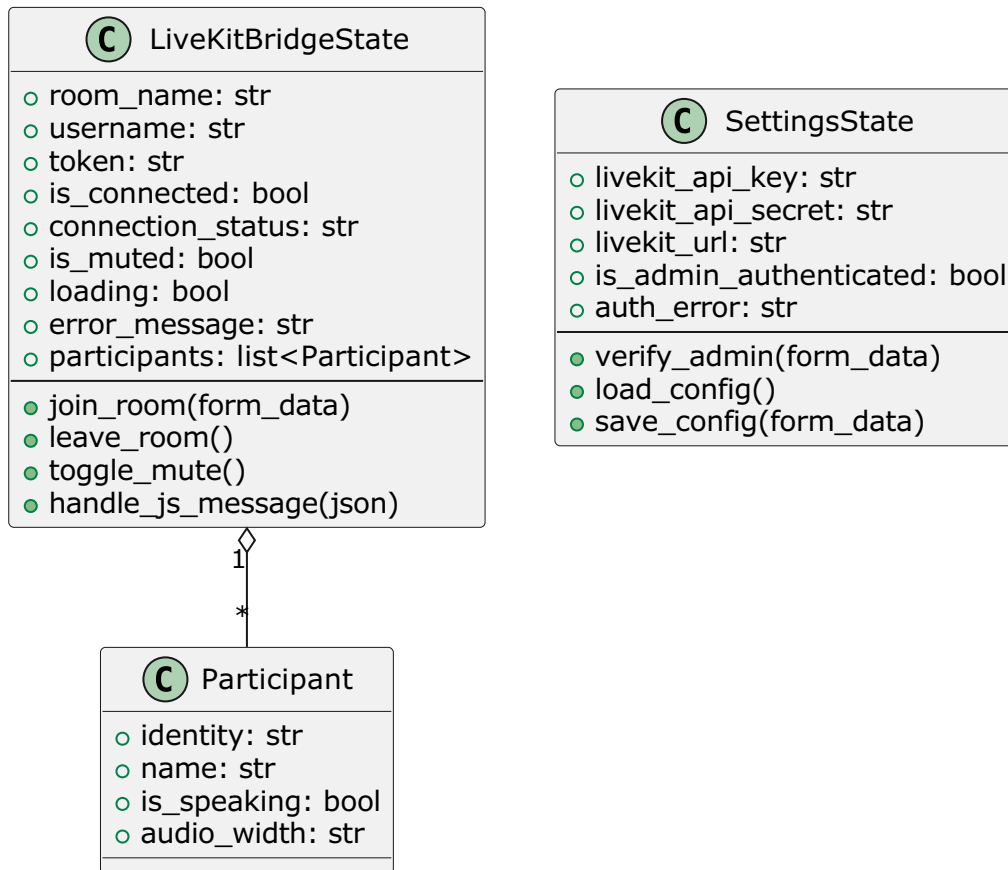 C LiveKitBridgeState
room_name: str
username: str
token: str
is_connected: bool
connection_status: str
is_muted: bool
loading: bool
error_message: str
participants: list<Participant>
join_room(form_data)
leave_room()
toggle_mute()
handle_js_message(json)
C SettingsState
livekit_api_key: str
livekit_api_secret: str
livekit_url: str
is_admin_authenticated: bool
auth_error: str
verify_admin(form_data)
load_config()
save_config(form_data)
1
*
C Participant
identity: str
name: str
is_speaking: bool
audio_width: str